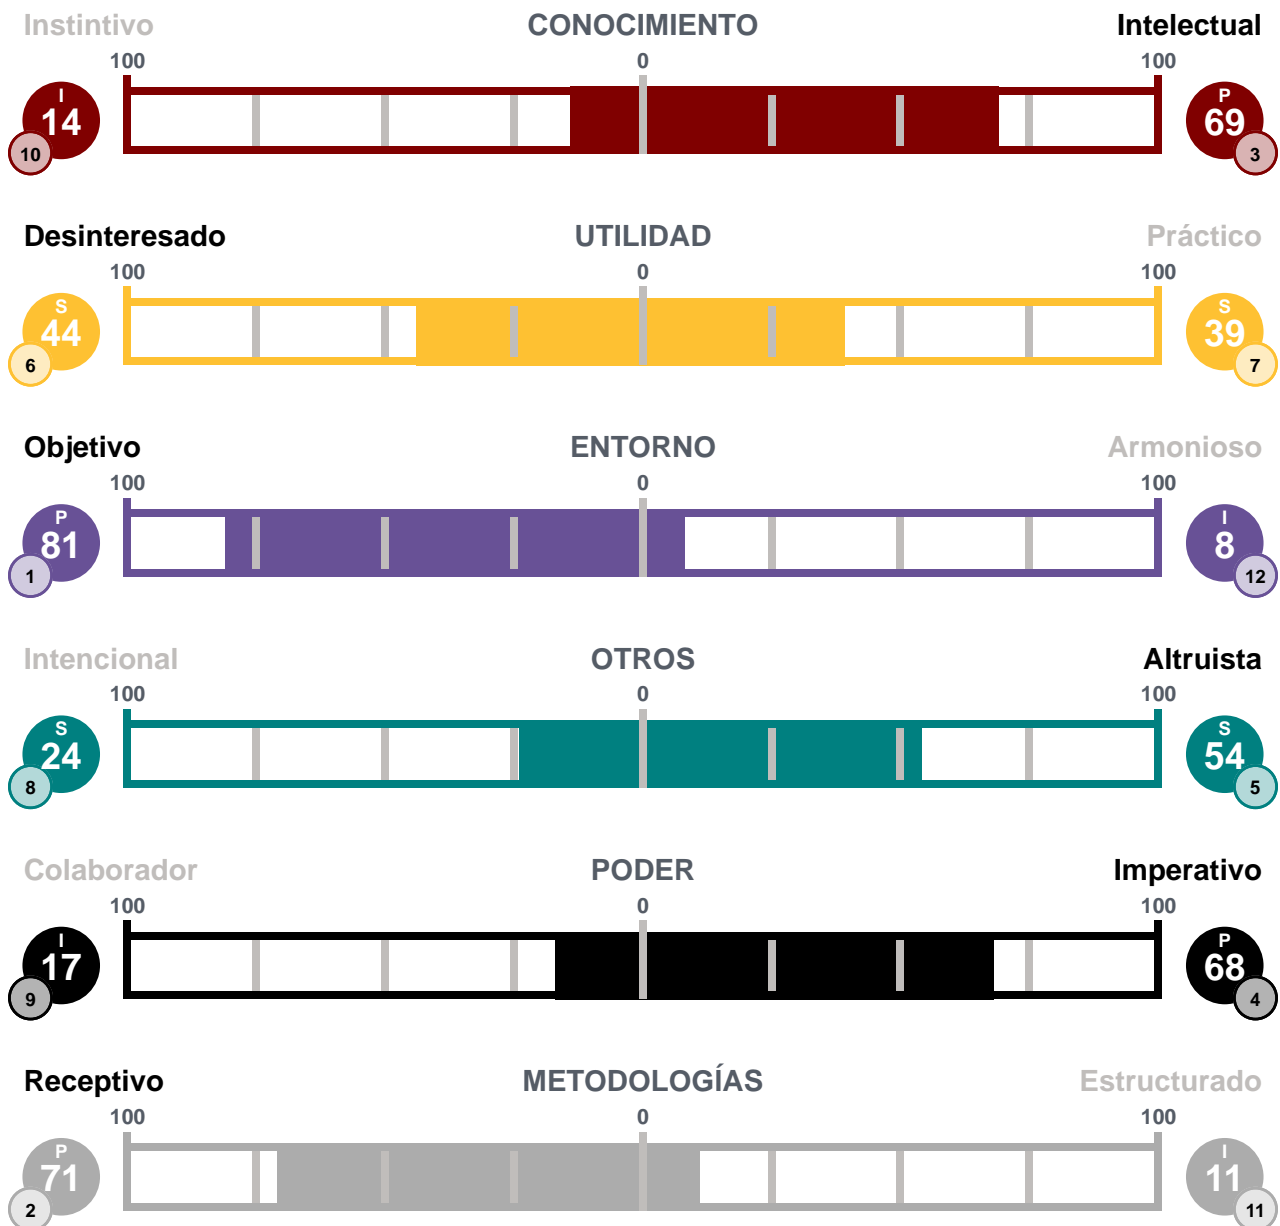 Instintivo CONOCIMIENTO Intelectual
100 0 100
I P
14 69
10 3
Desinteresado UTILIDAD Práctico
100 0 100
S S
44 39
6 7
Objetivo ENTORNO Armonioso
100 0 100
P I
81 8
1 12
Intencional OTROS Altruista
100 0 100
S S
24 54
8 5
Colaborador PODER Imperativo
100 0 100
I P
17 68
9 4
Receptivo METODOLOGÍAS Estructurado
100 0 100
P I
71 11
2 11